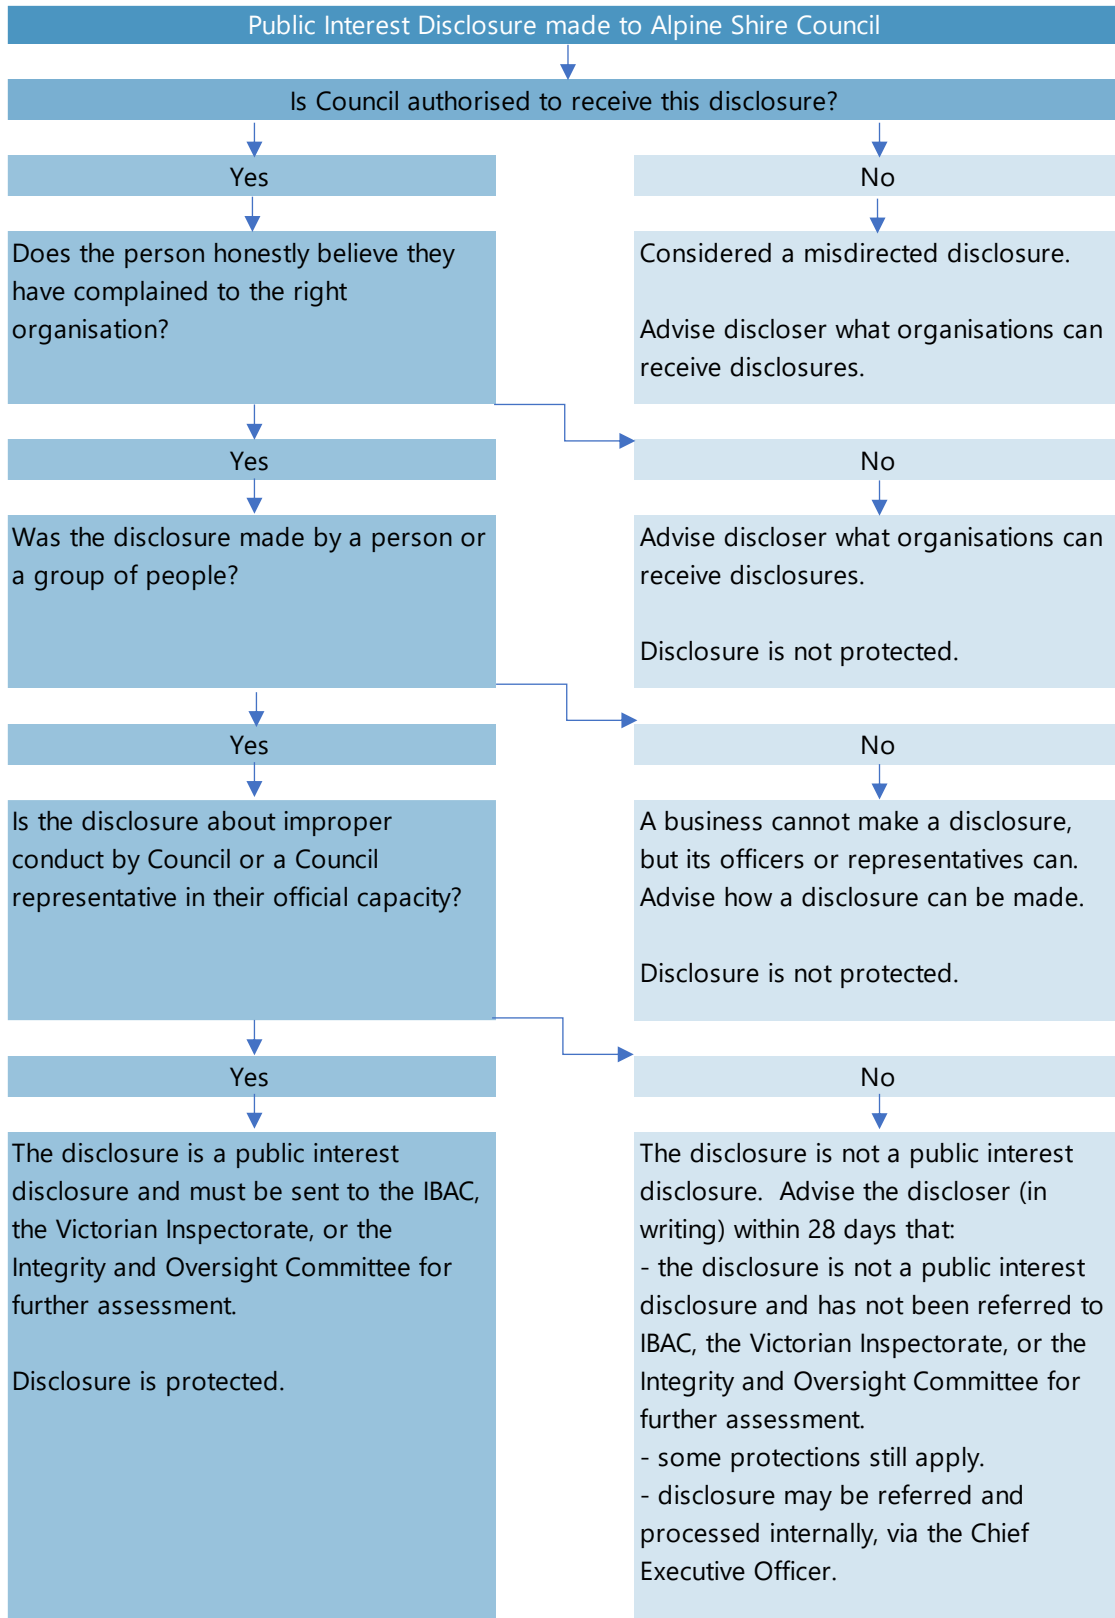 Public Interest Disclosure made to Alpine Shire Council
Is Council authorised to receive this disclosure?
Yes
No
Does the person honestly believe they
have complained to the right
organisation?
Considered a misdirected disclosure.
Advise discloser what organisations can
receive disclosures.
Yes
No
Was the disclosure made by a person or
a group of people?
Advise discloser what organisations can
receive disclosures.
Disclosure is not protected.
Yes
No
Is the disclosure about improper
conduct by Council or a Council
representative in their official capacity?
A business cannot make a disclosure,
but its officers or representatives can.
Advise how a disclosure can be made.
Disclosure is not protected.
Yes
No
The disclosure is a public interest
disclosure and must be sent to the IBAC,
the Victorian Inspectorate, or the
Integrity and Oversight Committee for
further assessment.
Disclosure is protected.
The disclosure is not a public interest
disclosure.  Advise the discloser (in
writing) within 28 days that:
- the disclosure is not a public interest
disclosure and has not been referred to
IBAC, the Victorian Inspectorate, or the
Integrity and Oversight Committee for
further assessment.
- some protections still apply.
- disclosure may be referred and
processed internally, via the Chief
Executive Officer.